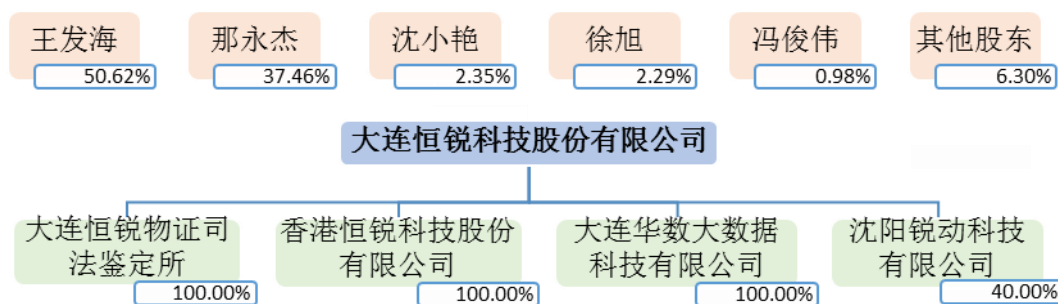 王发海
那永杰
沈小艳
徐旭
冯俊伟
其他股东
50.62%
37.46%
2.35%
2.29%
0.98%
6.30%
大连恒锐科技股份有限公司
大连恒锐物证司
法鉴定所
100.00%
香港恒锐科技股份
有限公司
100.00%
大连华数大数据
科技有限公司
100.00%
沈阳锐动科技
有限公司
40.00%